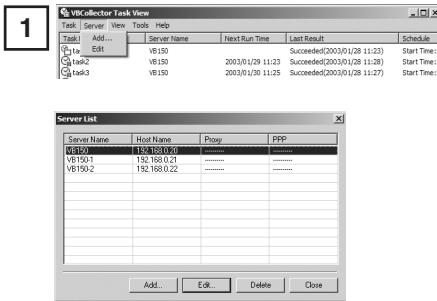 1
VBCollector Task View
Task Server View Tools Help
Add...
Edit
Server Name Next Run Time Last Result Schedule
VB150 Succeeded(2003/01/28 11:23) Start Time:
task2 VB150 2003/01/29 11:23 Succeeded(2003/01/28 11:28) Start Time:
task3 VB150 2003/01/30 11:25 Succeeded(2003/01/28 11:27) Start Time:
Server List
Server Name Host Name Proxy PPP
VB150 192.168.0.20 ---------- ----------
VB150-1 192.168.0.21 ---------- ----------
VB150-2 192.168.0.22 ---------- ----------
Add... Edit... Delete Close